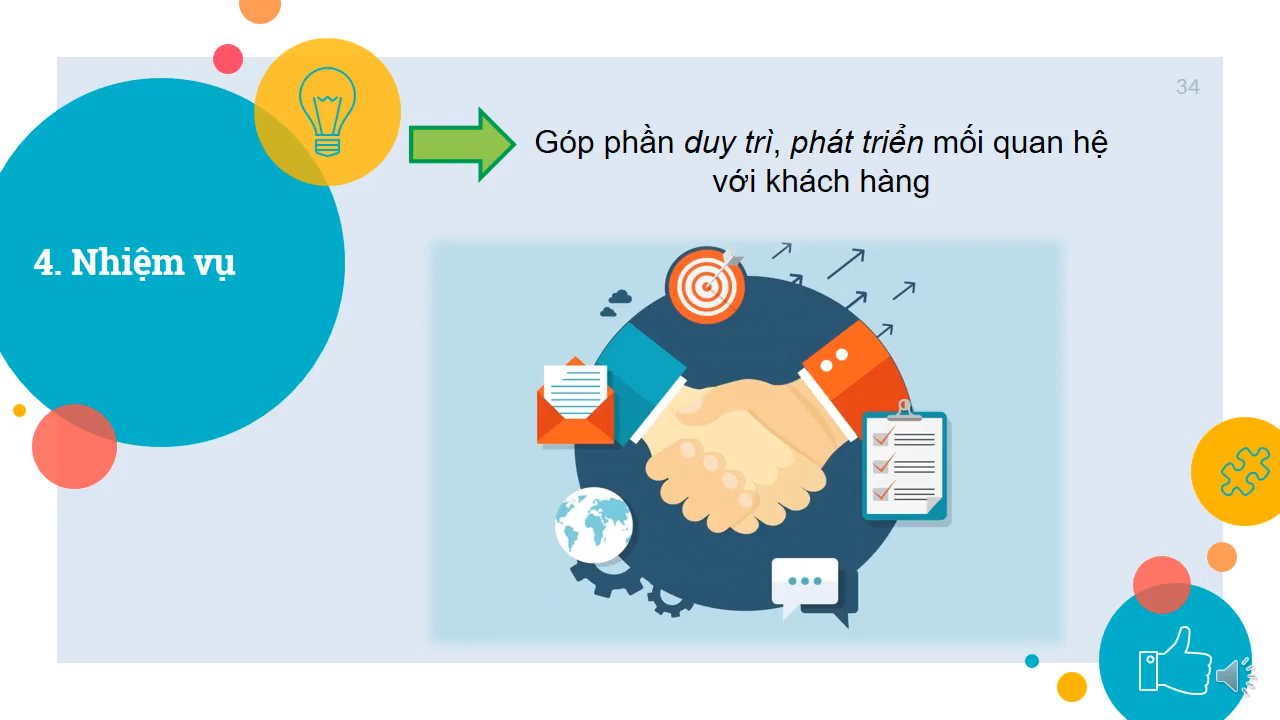 34
Góp phần duy trì, phát triển mối quan hệ
với khách hàng
4. Nhiệm vụ